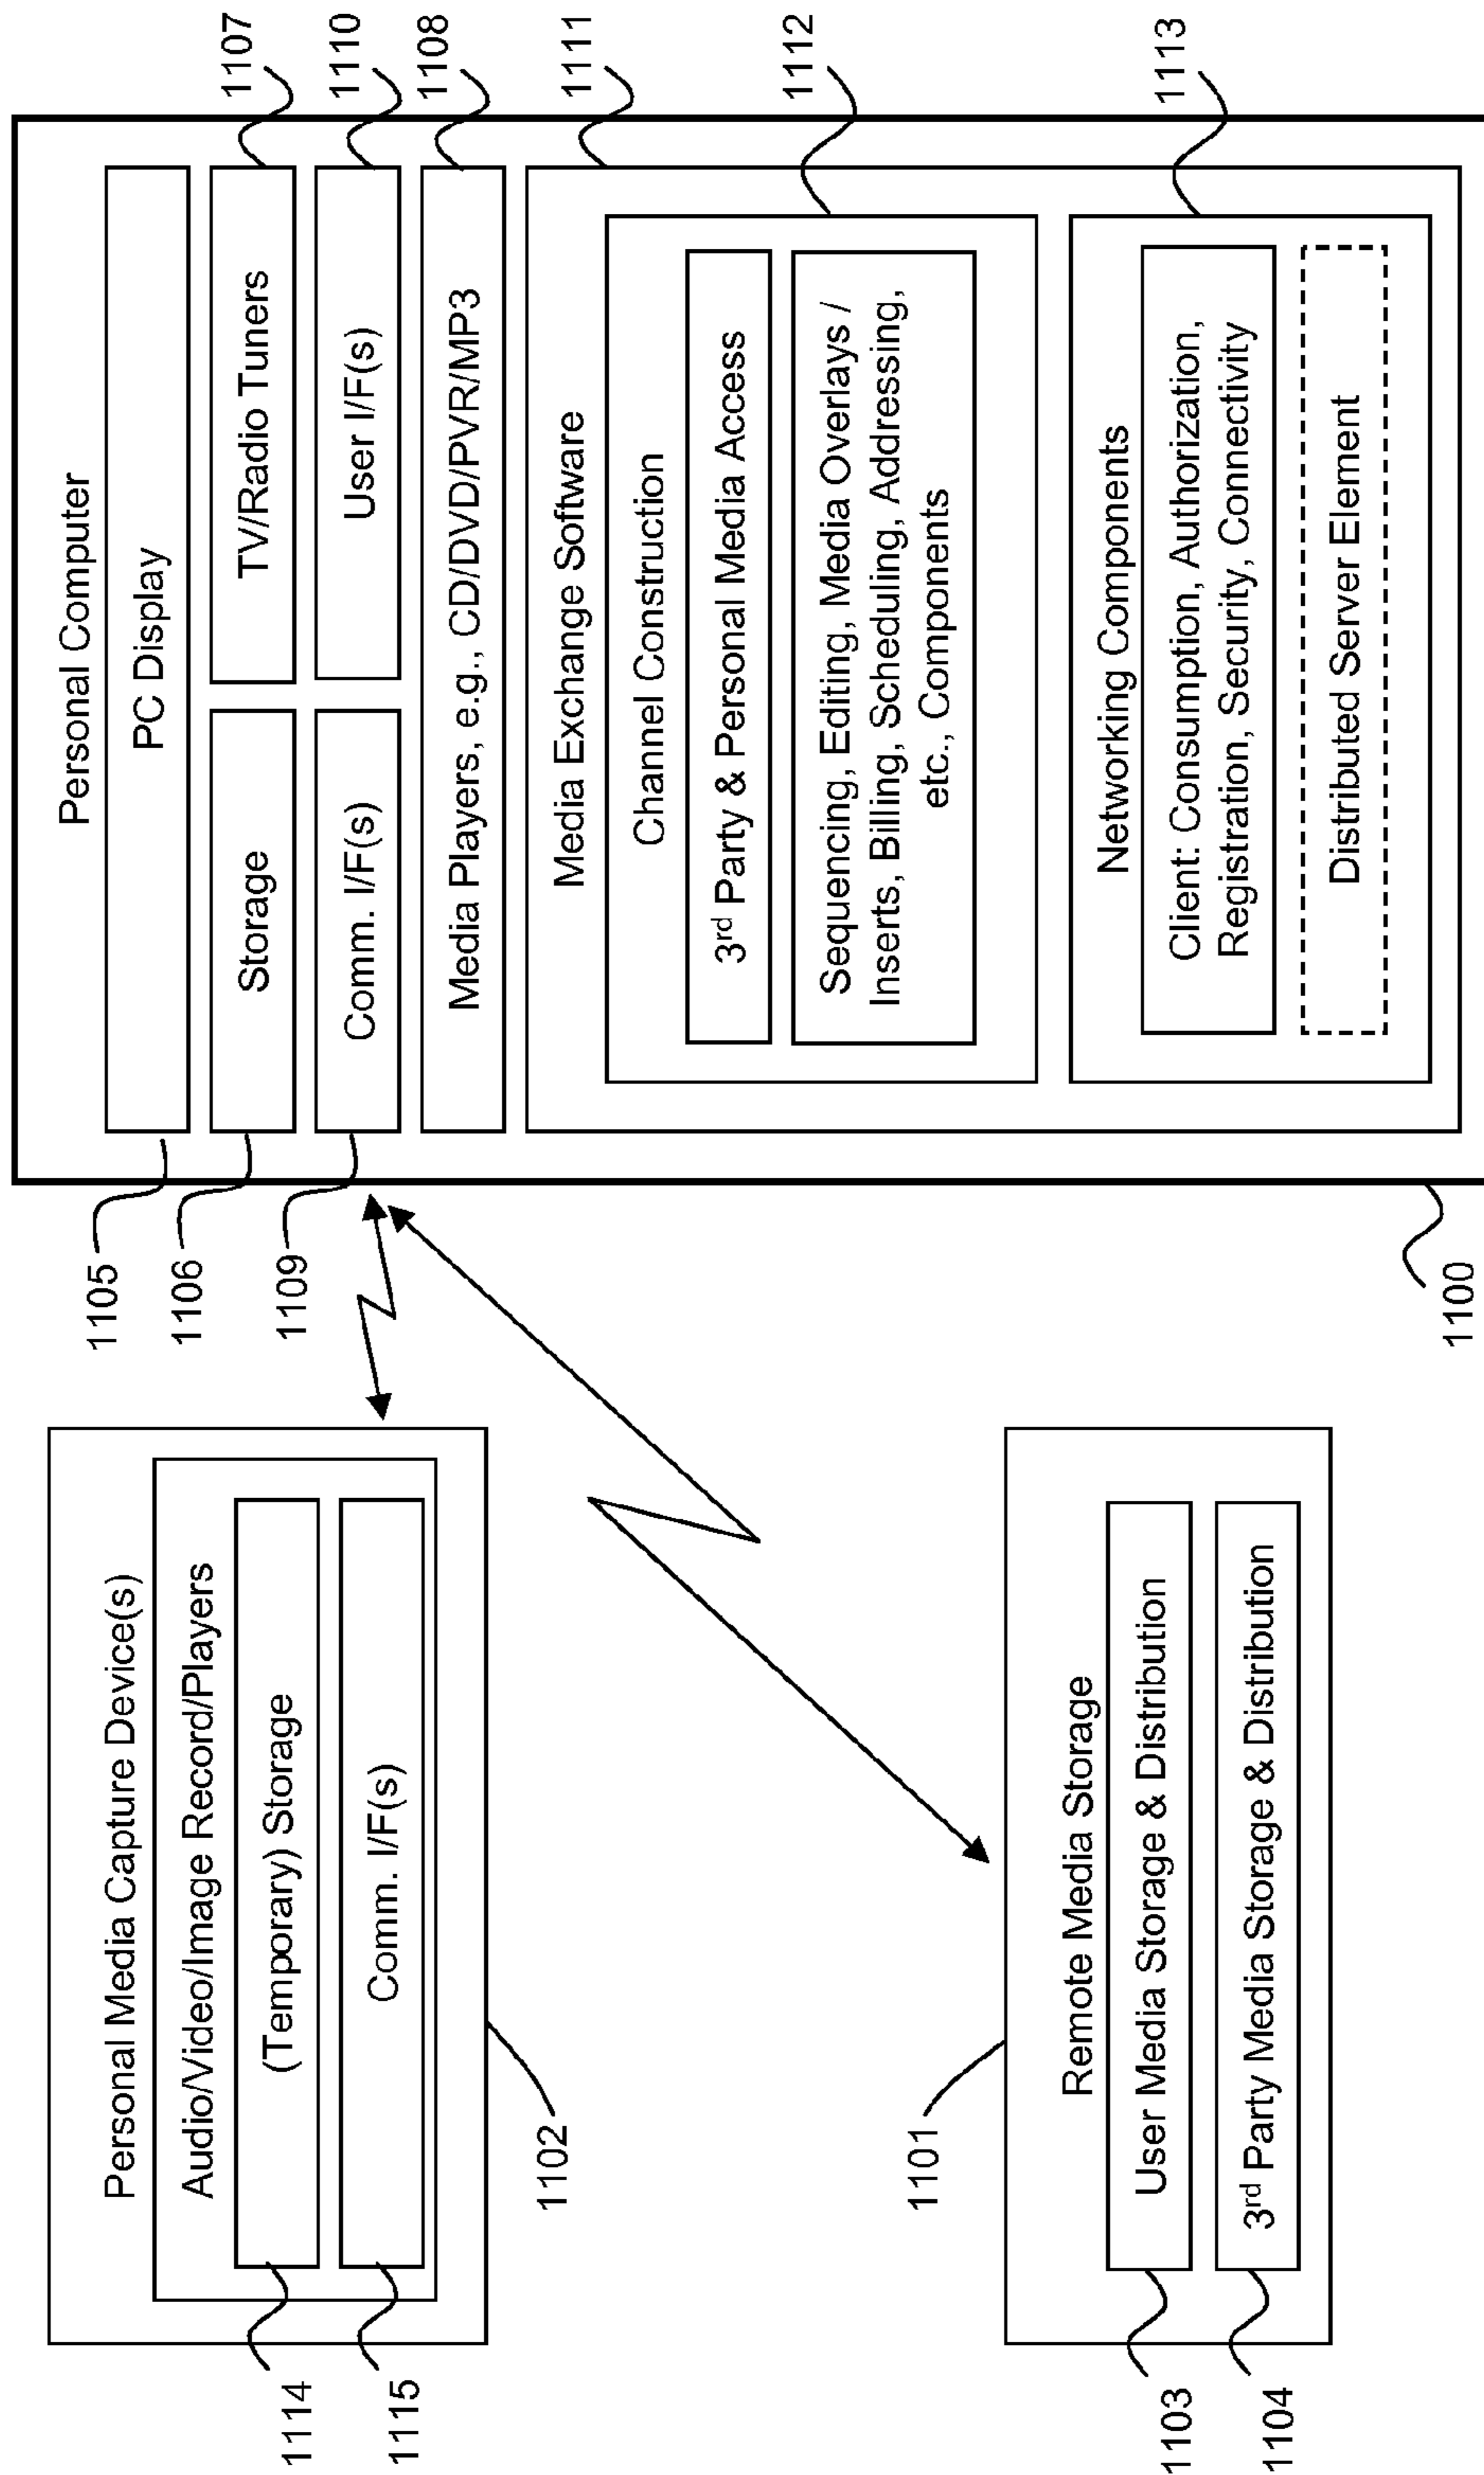 Personal Media Capture Device(s)
Audio/Video/Image Record/Players
(Temporary) Storage
Comm. I/F(s)
1114
1115
1102
Remote Media Storage
User Media Storage & Distribution
3rd Party Media Storage & Distribution
1101
1103
1104
Personal Computer
PC Display
Storage
TV/Radio Tuners
Comm. I/F(s)
User I/F(s)
Media Players, e.g., CD/DVD/PVR/MP3
Media Exchange Software
Channel Construction
3rd Party & Personal Media Access
Sequencing, Editing, Media Overlays /
Inserts, Billing, Scheduling, Addressing,
etc., Components
Networking Components
Client: Consumption, Authorization,
Registration, Security, Connectivity
Distributed Server Element
1105
1106
1109
1100
1107
1110
1108
1111
1112
1113